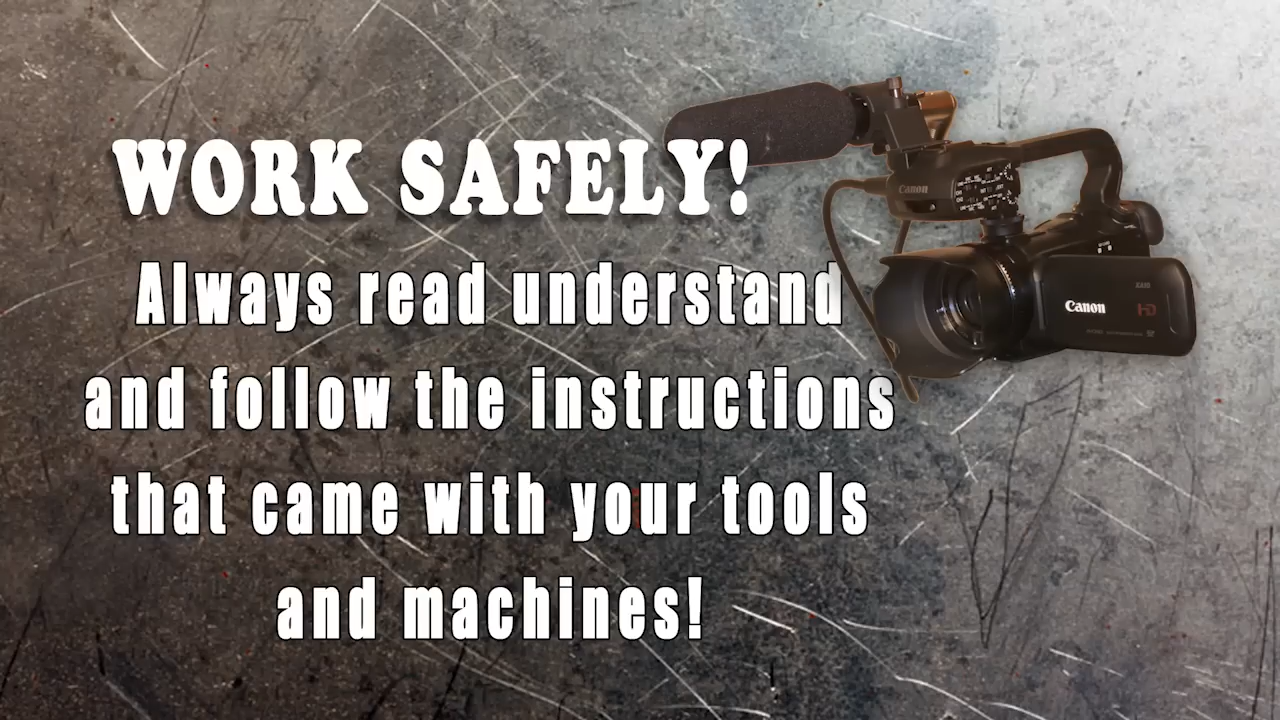 WORK SAFELY!
Always read understand
and follow the instructions
that came with your tools
and machines!
Canon
Canon
XA10
HD